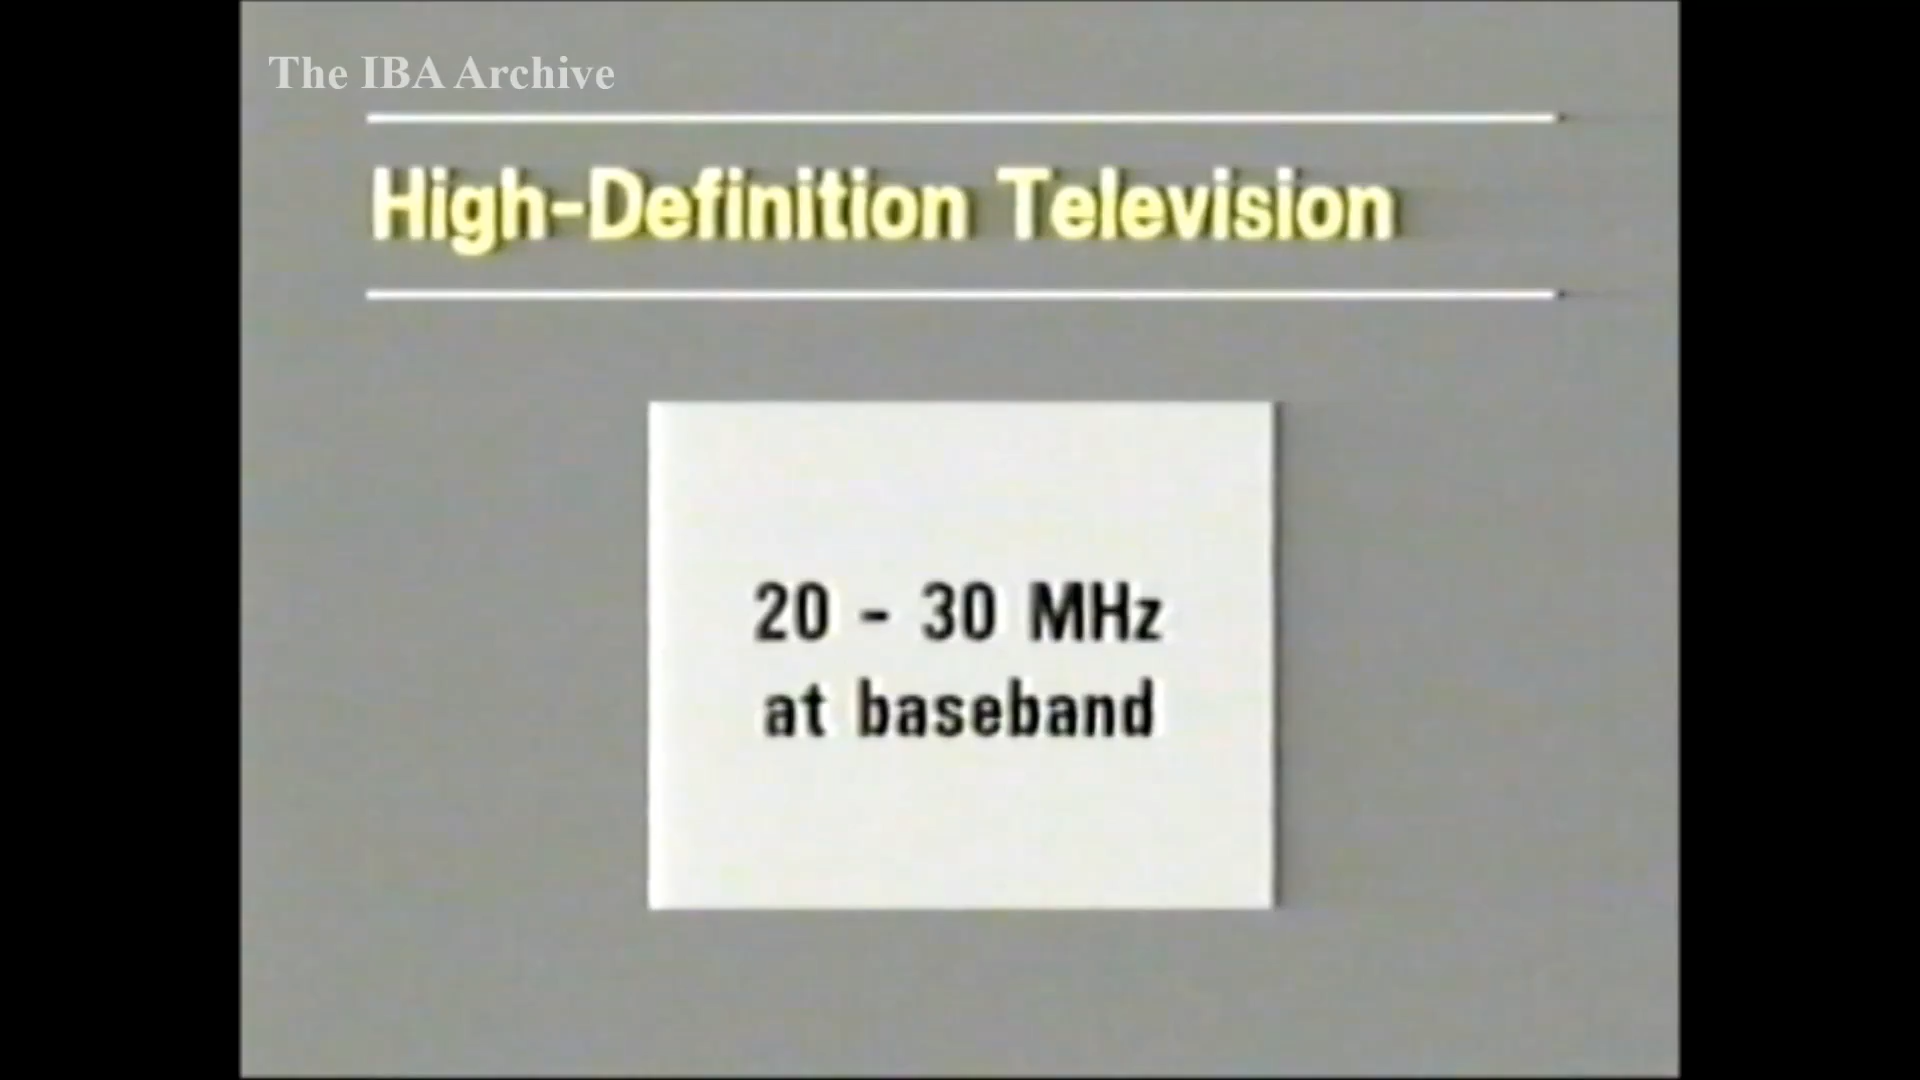 The IBA Archive
High-Definition Television
20 - 30 MHz
at baseband